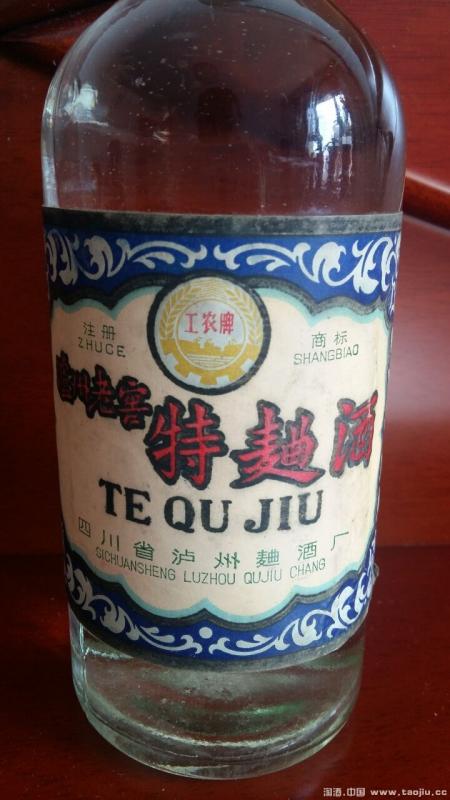 工农牌
注册
ZHUCE
商标
SHANGBIAO
泸州老窖
特麯酒
TE QU JIU
四川省泸州麯酒厂
SICHUANSHENG LUZHOU QUJIU CHANG
淘酒.中国 www.taojiu.cc